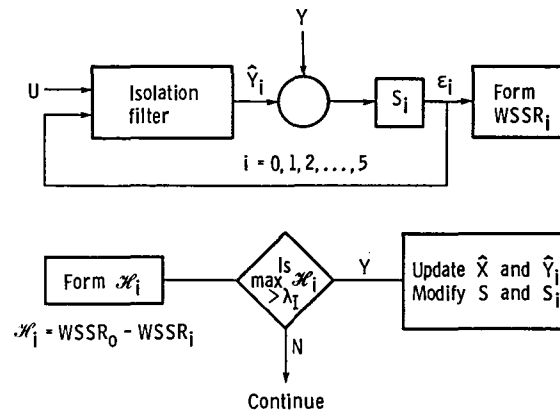 Y
U
Isolation
filter
Ŷi
Si
εi
Form
WSSRi
i = 0, 1, 2, . . . , 5
Form ℋi
Is
max ℋi
> λI
Y
Update X̂ and Ŷi
Modify S and Si
ℋi = WSSRo - WSSRi
N
Continue